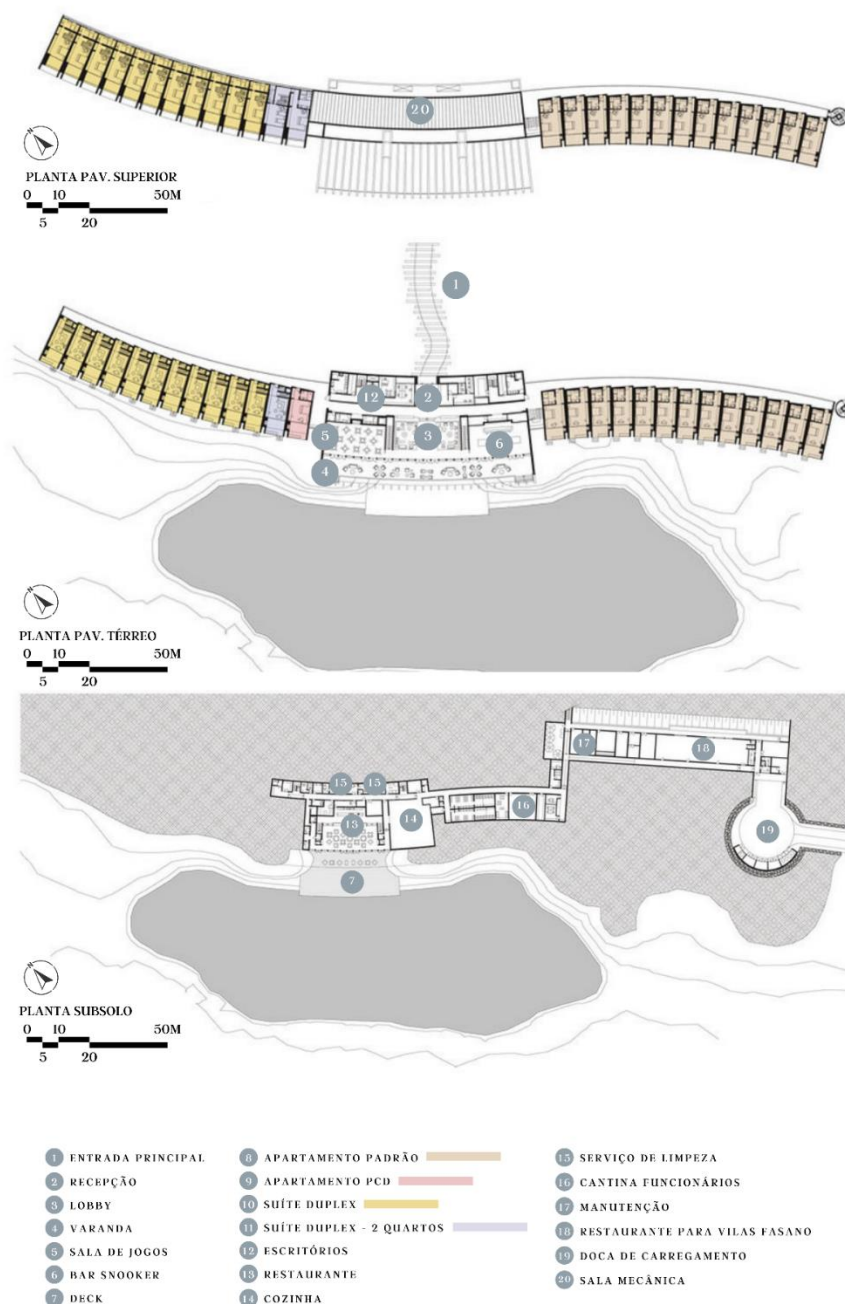 20
N
PLANTA PAV. SUPERIOR
0 10 50M
5 20
1
12 2
5 3 6
4
N
PLANTA PAV. TÉRREO
0 10 50M
5 20
17 18
15 15
16
13 14
19
7
N
PLANTA SUBSOLO
0 10 50M
5 20
1 ENTRADA PRINCIPAL
2 RECEPÇÃO
3 LOBBY
4 VARANDA
5 SALA DE JOGOS
6 BAR SNOOKER
7 DECK
8 APARTAMENTO PADRÃO
9 APARTAMENTO PCD
10 SUÍTE DUPLEX
11 SUÍTE DUPLEX - 2 QUARTOS
12 ESCRITÓRIOS
13 RESTAURANTE
14 COZINHA
15 SERVIÇO DE LIMPEZA
16 CANTINA FUNCIONÁRIOS
17 MANUTENÇÃO
18 RESTAURANTE PARA VILAS FASANO
19 DOCA DE CARREGAMENTO
20 SALA MECÂNICA